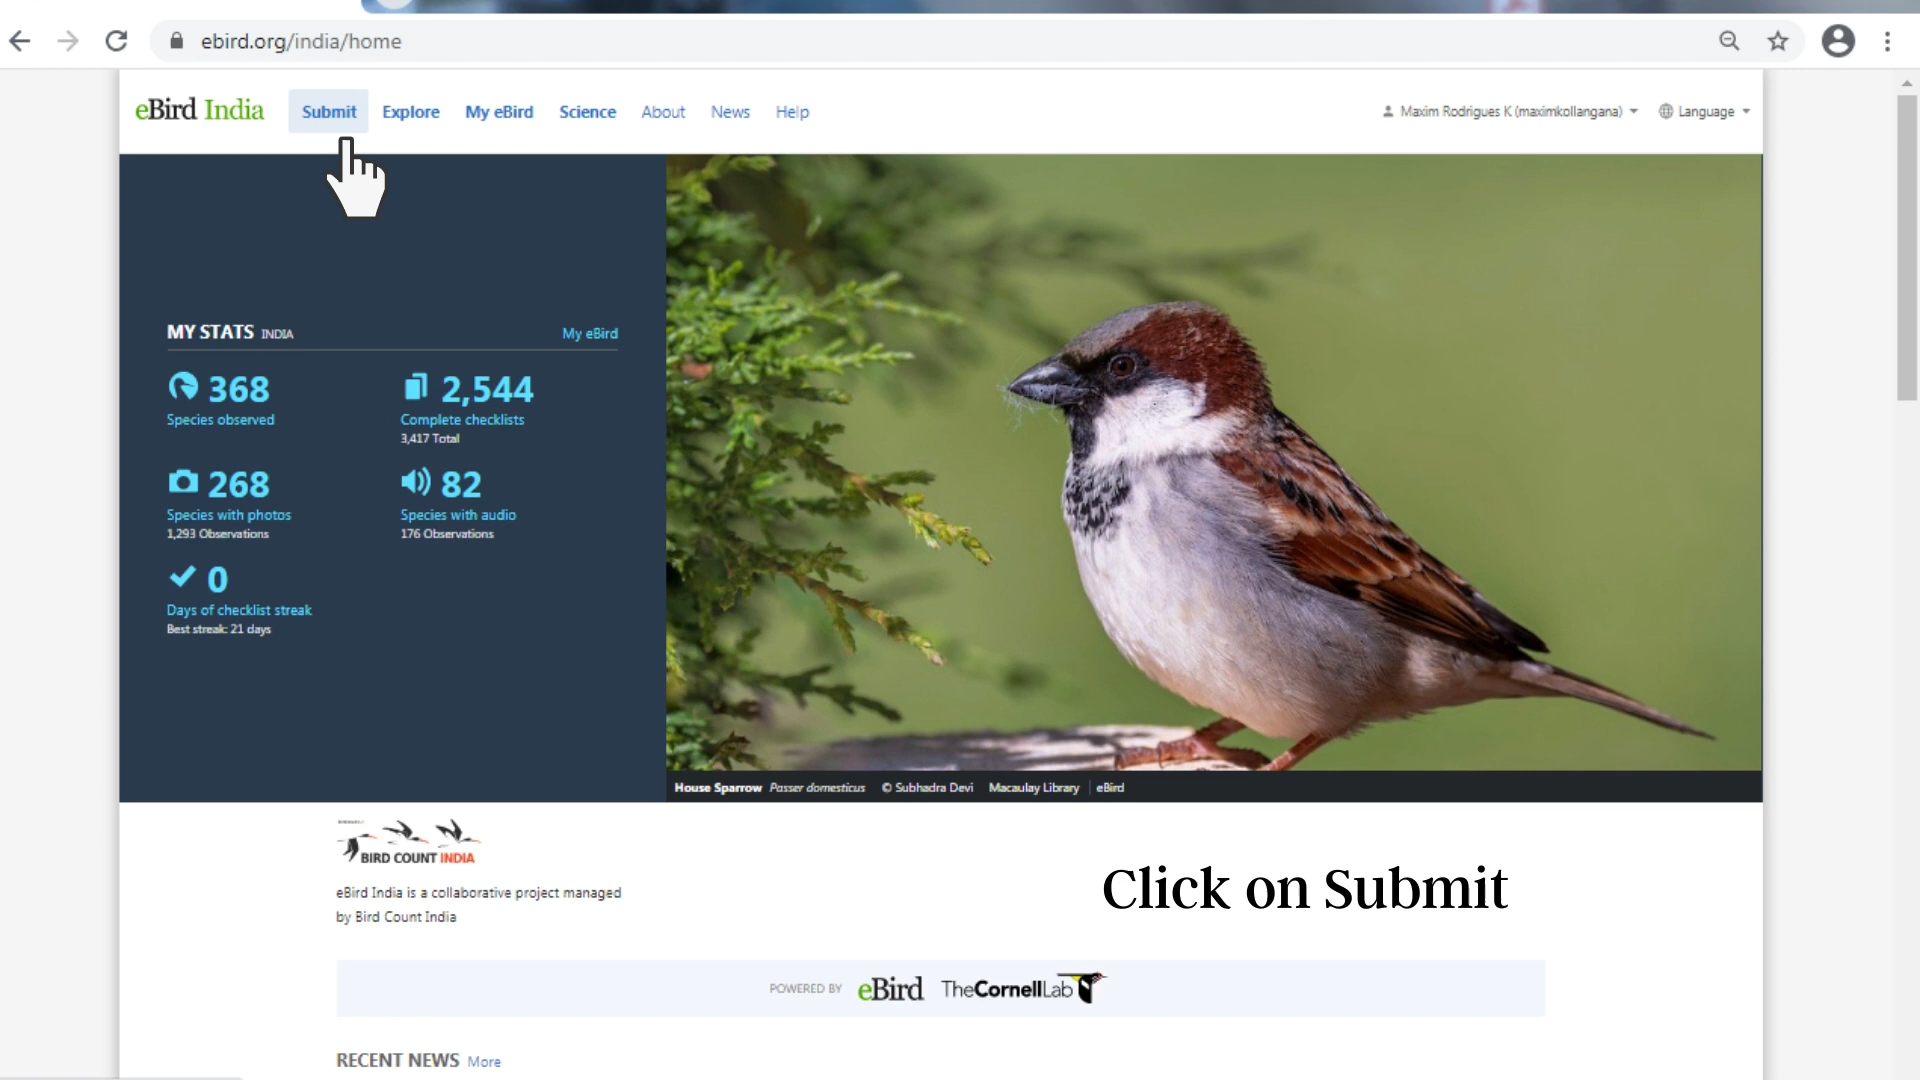 ebird.org/india/home
eBird India
Submit
Explore
My eBird
Science
About
News
Help
Maxim Rodrigues K (maximkollangana)
Language
MY STATS INDIA
My eBird
368
Species observed
2,544
Complete checklists
3,417 Total
268
Species with photos
1,293 Observations
82
Species with audio
176 Observations
0
Days of checklist streak
Best streak: 21 days
House Sparrow Passer domesticus © Subhadra Devi Macaulay Library eBird
BIRD COUNT INDIA
eBird India is a collaborative project managed
by Bird Count India
Click on Submit
POWERED BY eBird TheCornellLab
RECENT NEWS More